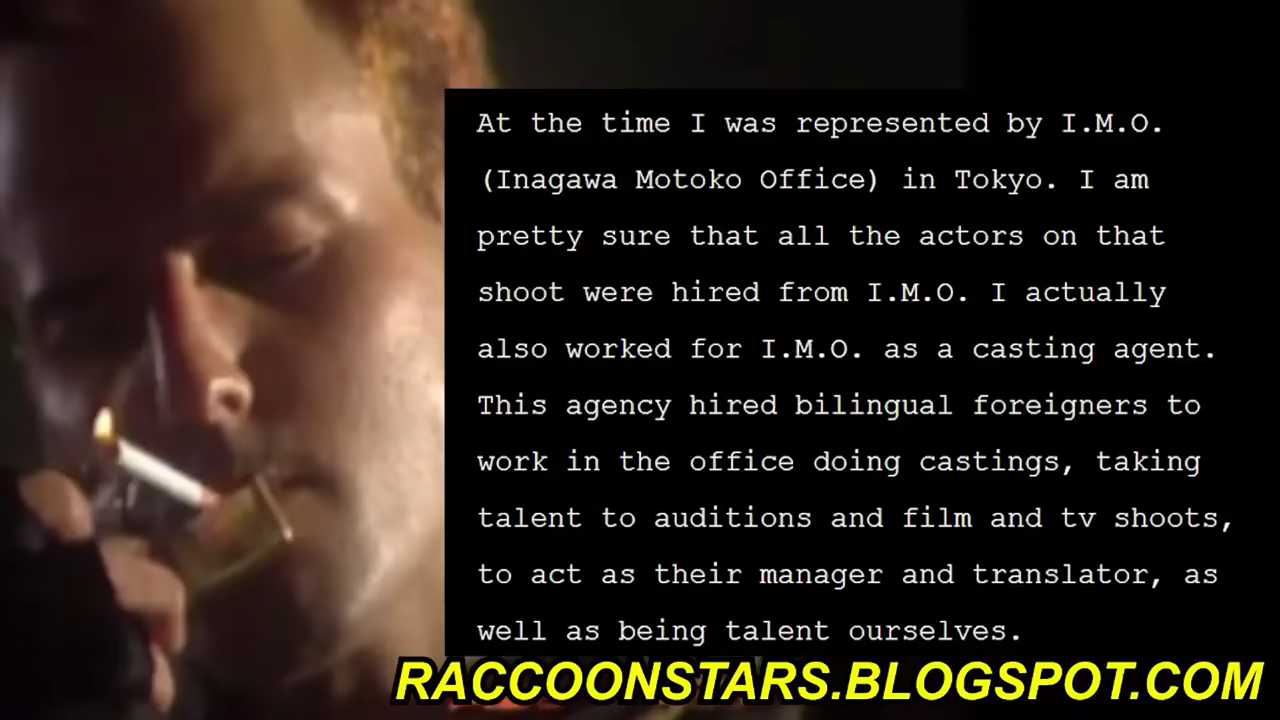 At the time I was represented by I.M.O.
(Inagawa Motoko Office) in Tokyo. I am
pretty sure that all the actors on that
shoot were hired from I.M.O. I actually
also worked for I.M.O. as a casting agent.
This agency hired bilingual foreigners to
work in the office doing castings, taking
talent to auditions and film and tv shoots,
to act as their manager and translator, as
well as being talent ourselves.
RACCOONSTARS.BLOGSPOT.COM